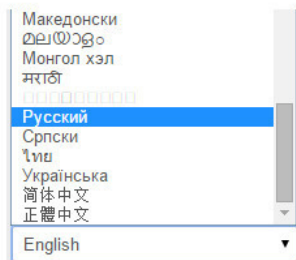 Македонски
മലയാളം
Монгол хэл
मराठी
Русский
Српски
ไทย
Українська
简体中文
正體中文
English